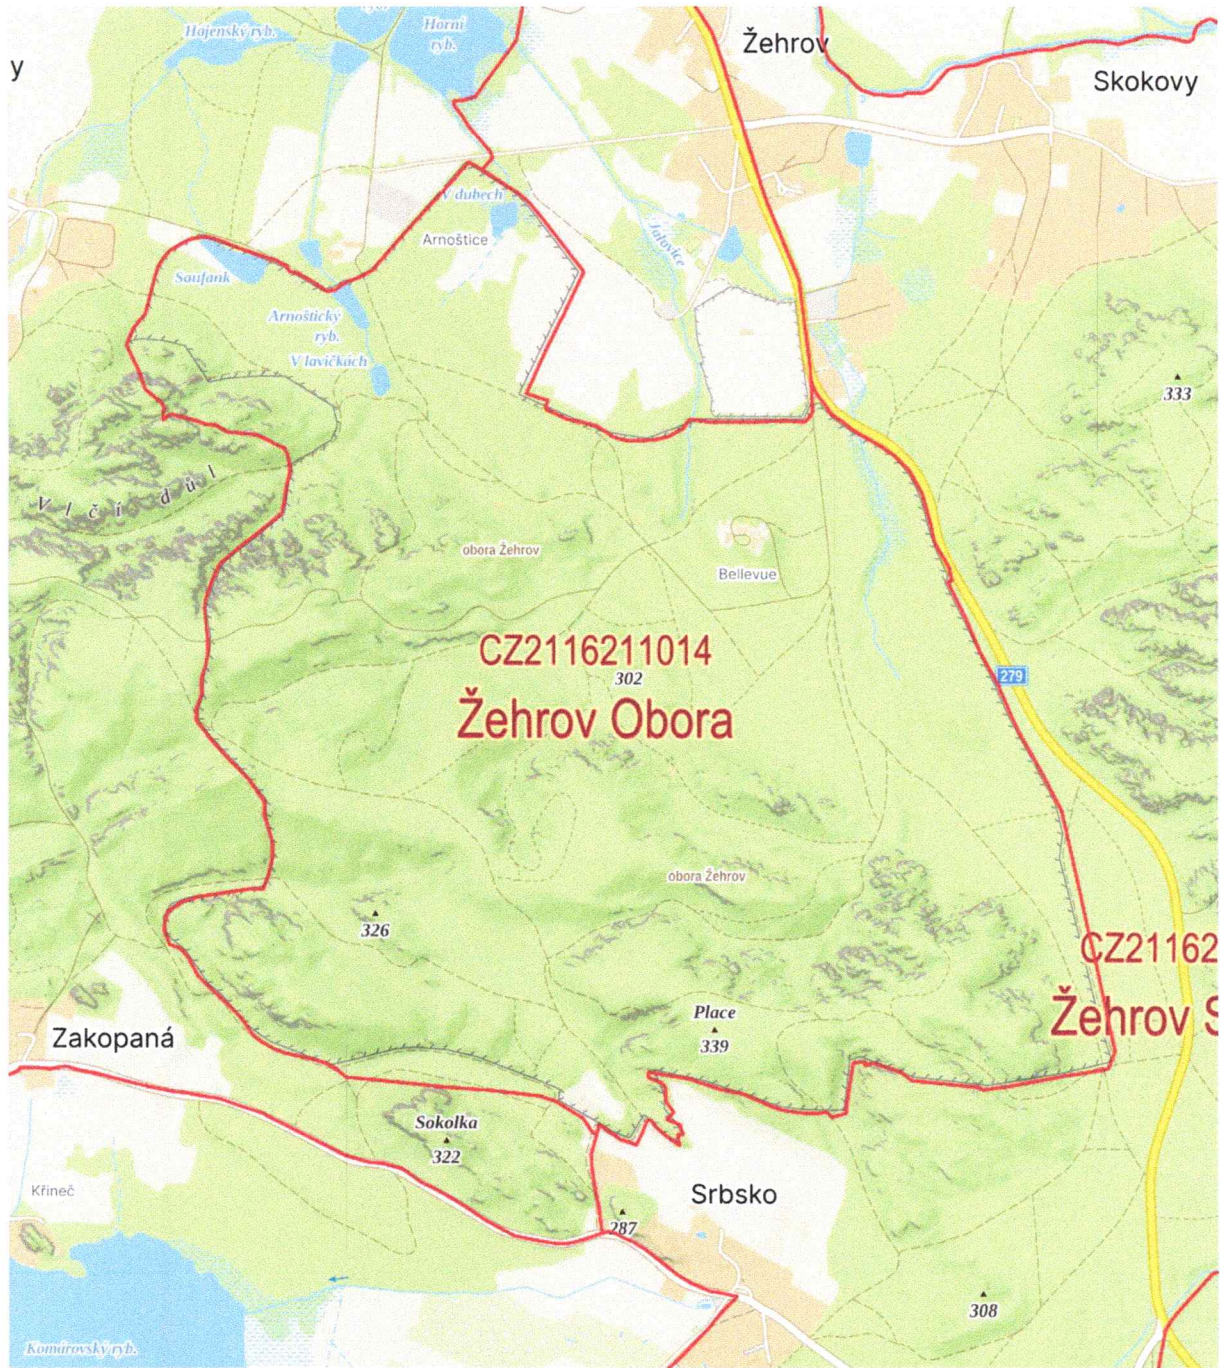 Hajenský ryb.
Horní
ryb.
Žehrov
y
Skokovy
V dubech
Arnoštice
Jalovice
Saufank
Arnoštický
ryb.
V lavičkách
333
Vlčí důl
obora Žehrov
Bellevue
CZ2116211014
302
279
Žehrov Obora
obora Žehrov
326
CZ21162
Place
339
Žehrov S
Zakopaná
Sokolka
322
Křineč
Srbsko
287
308
Komárovský ryb.